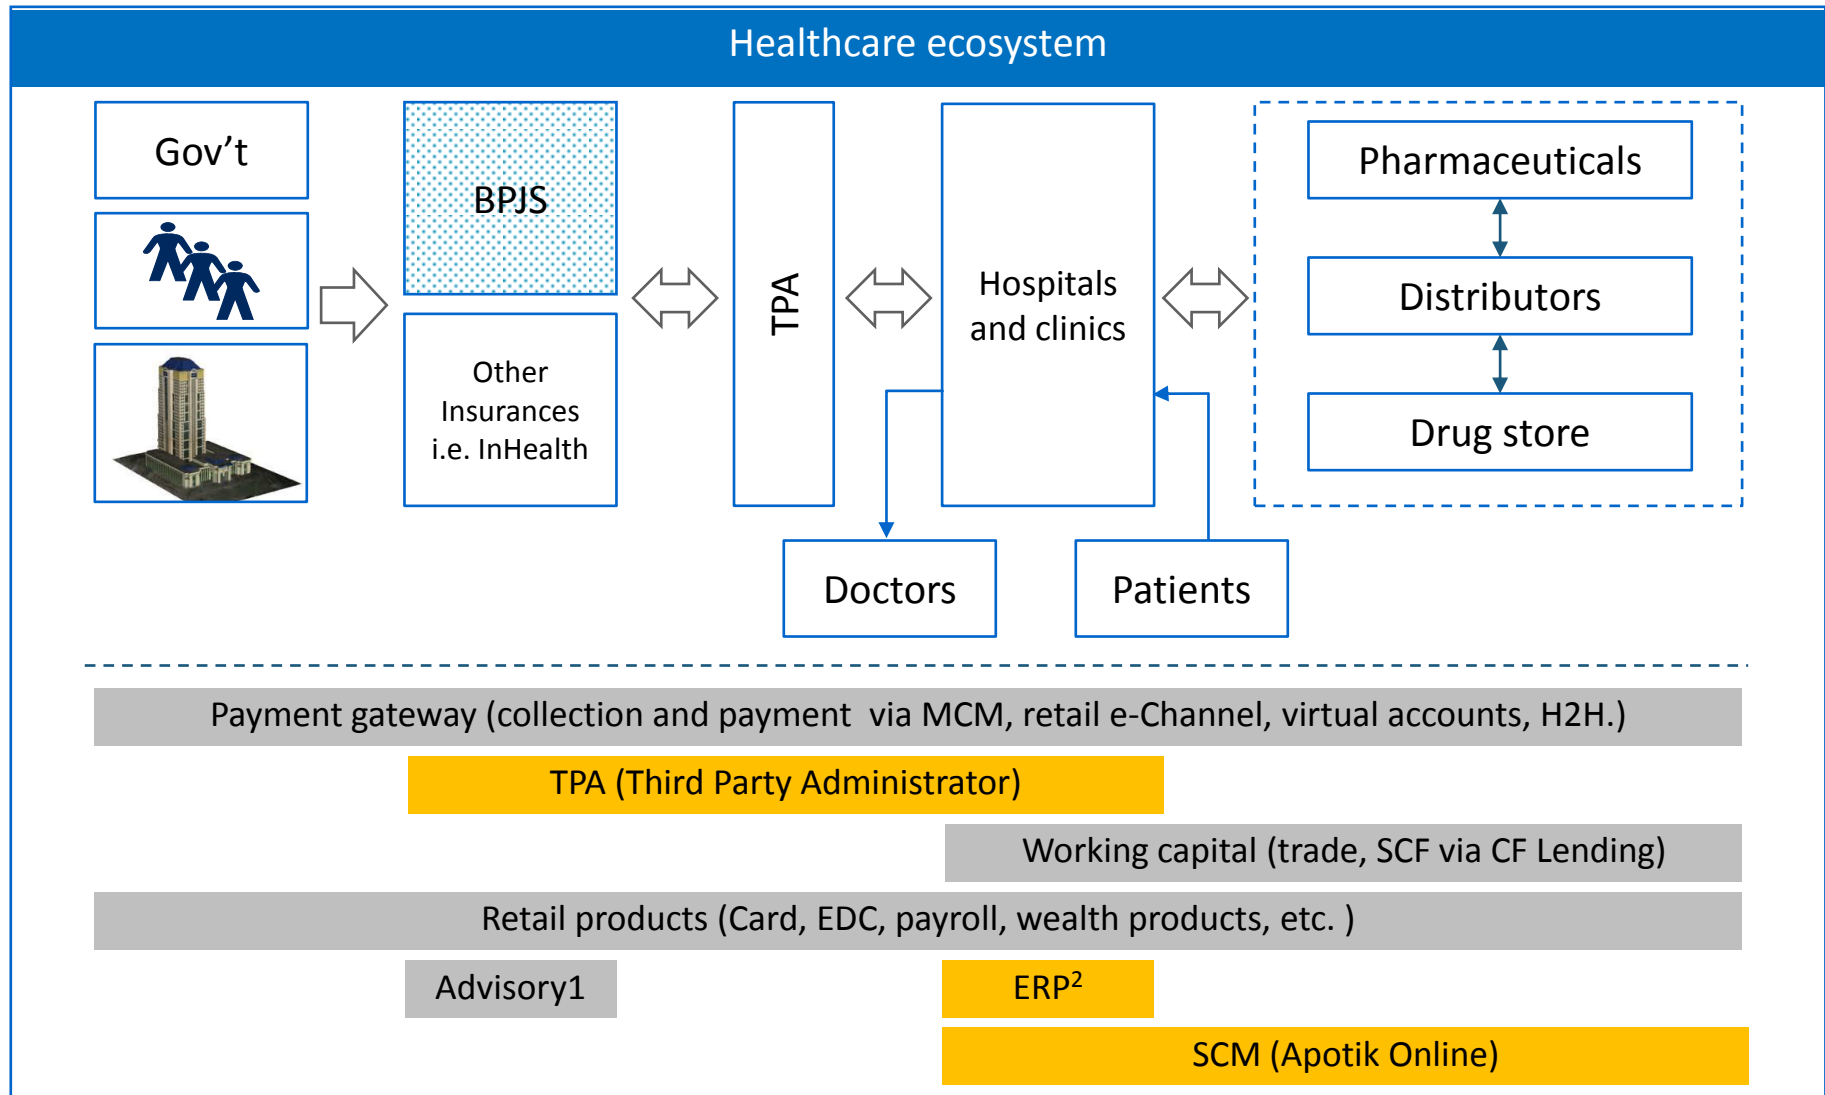 Healthcare ecosystem
Gov't
BPJS
Other
Insurances
i.e. InHealth
TPA
Hospitals
and clinics
Pharmaceuticals
Distributors
Drug store
Doctors
Patients
Payment gateway (collection and payment  via MCM, retail e-Channel, virtual accounts, H2H.)
TPA (Third Party Administrator)
Working capital (trade, SCF via CF Lending)
Retail products (Card, EDC, payroll, wealth products, etc. )
Advisory1
ERP²
SCM (Apotik Online)